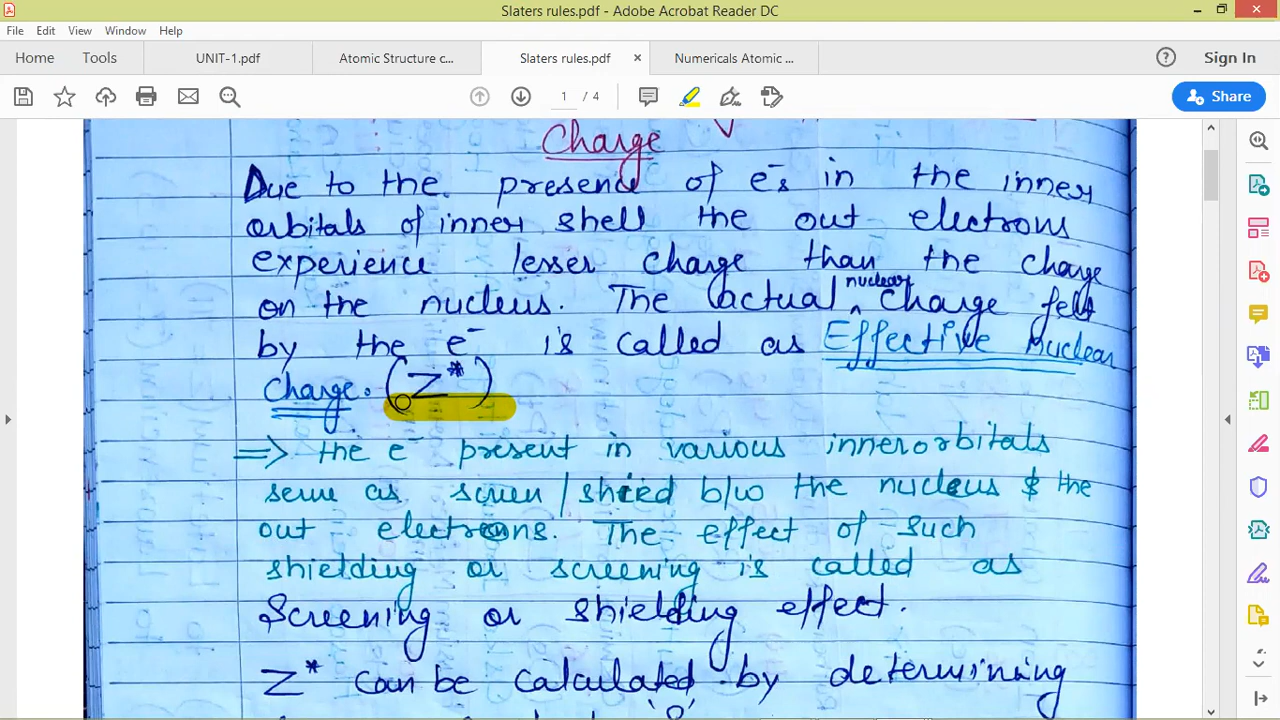 Slaters rules.pdf - Adobe Acrobat Reader DC
File Edit View Window Help
Home Tools UNIT-1.pdf Atomic Structure c... Slaters rules.pdf × Numericals Atomic ... Sign In
1 / 4 Share
Charge
Due to the presence of e⁻s in the inner
orbitals of inner shell the out electrons
experience lesser charge than the charge
on the nucleus. The actual nuclear charge felt
by the e⁻ is called as Effective Nuclear
Charge. (Z*)
=> the e⁻ present in various inner orbitals
serve as screen / shield b/w the nucleus & the
out - electrons. The effect of such
shielding or screening is called as
Screening or shielding effect.
Z* can be calculated by determining